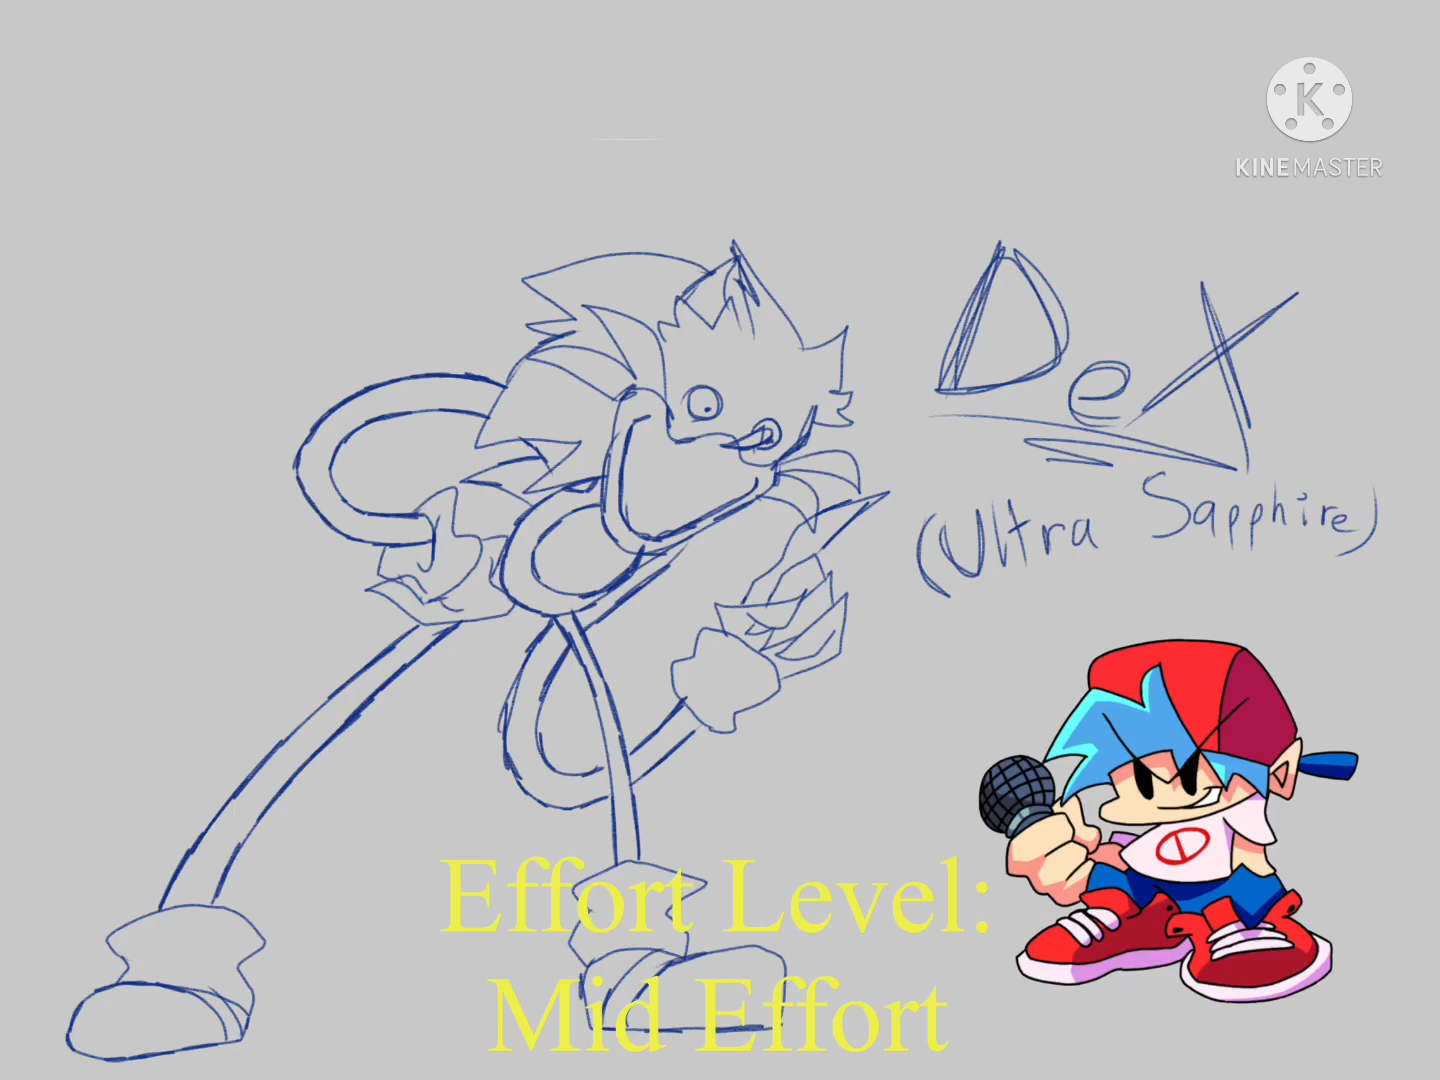 K
KINEMASTER
Dex
(Ultra Sapphire)
Effort Level:
Mid Effort